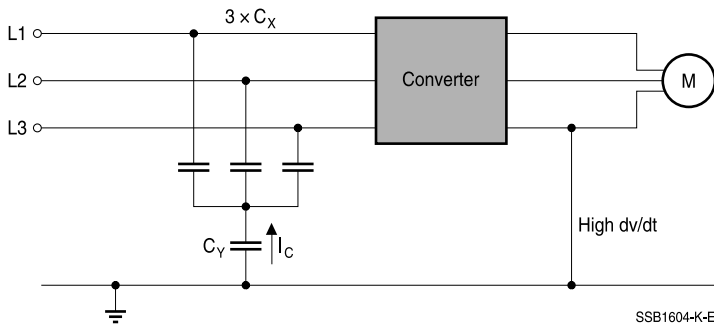 3 × C_X
L1
L2
Converter
M
L3
High dv/dt
C_Y
I_C
SSB1604-K-E